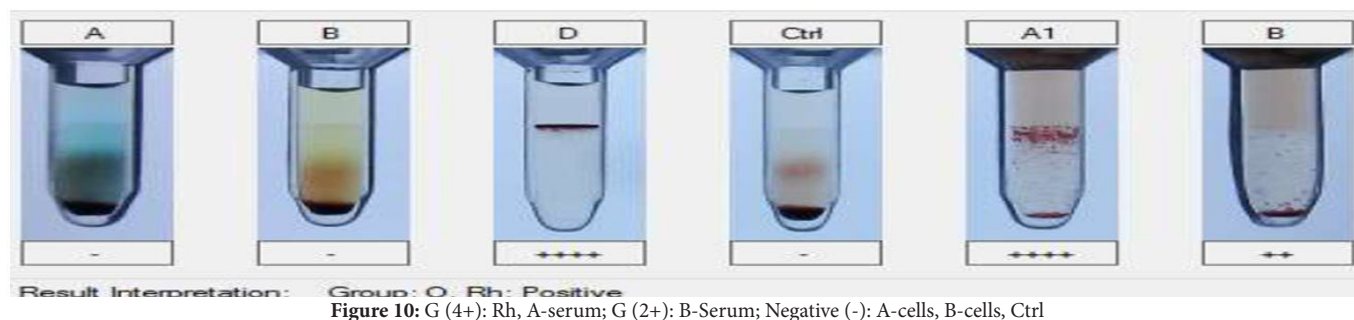 A B D Ctrl A1 B
- - ++++ - ++++ ++
Result Interpretation: Group: O, Rh: Positive
Figure 10: G (4+): Rh, A-serum; G (2+): B-Serum; Negative (-): A-cells, B-cells, Ctrl